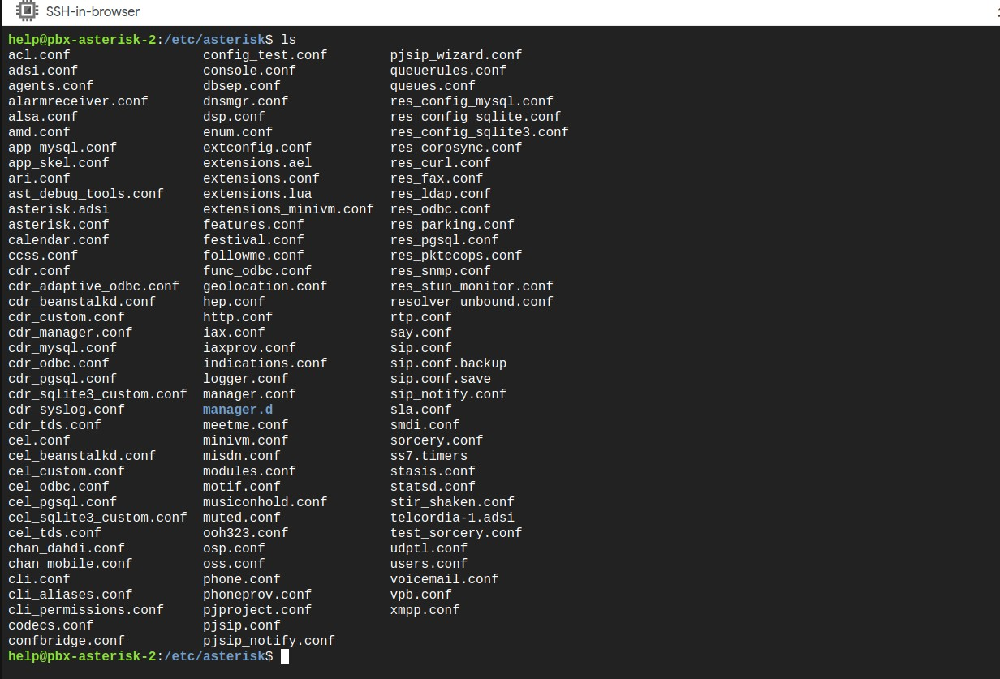 SSH-in-browser
help@pbx-asterisk-2:/etc/asterisk$ ls
acl.conf config_test.conf pjsip_wizard.conf
adsi.conf console.conf queuerules.conf
agents.conf dbsep.conf queues.conf
alarmreceiver.conf dnsmgr.conf res_config_mysql.conf
alsa.conf dsp.conf res_config_sqlite.conf
amd.conf enum.conf res_config_sqlite3.conf
app_mysql.conf extconfig.conf res_corosync.conf
app_skel.conf extensions.ael res_curl.conf
ari.conf extensions.conf res_fax.conf
ast_debug_tools.conf extensions.lua res_ldap.conf
asterisk.adsi extensions_minivm.conf res_odbc.conf
asterisk.conf features.conf res_parking.conf
calendar.conf festival.conf res_pgsql.conf
ccss.conf followme.conf res_pktccops.conf
cdr.conf func_odbc.conf res_snmp.conf
cdr_adaptive_odbc.conf geolocation.conf res_stun_monitor.conf
cdr_beanstalkd.conf hep.conf resolver_unbound.conf
cdr_custom.conf http.conf rtp.conf
cdr_manager.conf iax.conf say.conf
cdr_mysql.conf iaxprov.conf sip.conf
cdr_odbc.conf indications.conf sip.conf.backup
cdr_pgsql.conf logger.conf sip.conf.save
cdr_sqlite3_custom.conf manager.conf sip_notify.conf
cdr_syslog.conf manager.d sla.conf
cdr_tds.conf meetme.conf smdi.conf
cel.conf minivm.conf sorcery.conf
cel_beanstalkd.conf misdn.conf ss7.timers
cel_custom.conf modules.conf stasis.conf
cel_odbc.conf motif.conf statsd.conf
cel_pgsql.conf musiconhold.conf stir_shaken.conf
cel_sqlite3_custom.conf muted.conf telcordia-1.adsi
cel_tds.conf ooh323.conf test_sorcery.conf
chan_dahdi.conf osp.conf udptl.conf
chan_mobile.conf oss.conf users.conf
cli.conf phone.conf voicemail.conf
cli_aliases.conf phoneprov.conf vpb.conf
cli_permissions.conf pjproject.conf xmpp.conf
codecs.conf pjsip.conf
confbridge.conf pjsip_notify.conf
help@pbx-asterisk-2:/etc/asterisk$